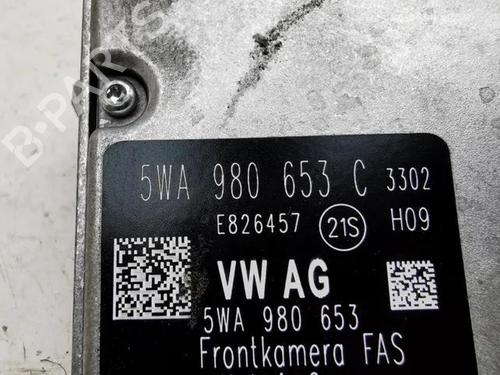 B-PARTS
5WA 980 653 C 3302
E826457 21S H09
VW AG
5WA 980 653
Frontkamera FAS